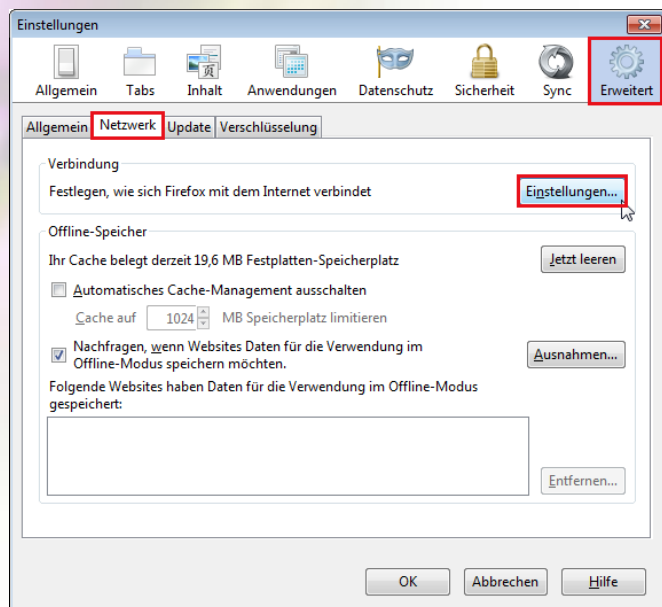 Einstellungen
Allgemein Tabs Inhalt Anwendungen Datenschutz Sicherheit Sync Erweitert
Allgemein Netzwerk Update Verschlüsselung
Verbindung
Festlegen, wie sich Firefox mit dem Internet verbindet Einstellungen...
Offline-Speicher
Ihr Cache belegt derzeit 19,6 MB Festplatten-Speicherplatz Jetzt leeren
Automatisches Cache-Management ausschalten
Cache auf 1024 MB Speicherplatz limitieren
Nachfragen, wenn Websites Daten für die Verwendung im
Offline-Modus speichern möchten. Ausnahmen...
Folgende Websites haben Daten für die Verwendung im Offline-Modus
gespeichert:
Entfernen...
OK Abbrechen Hilfe